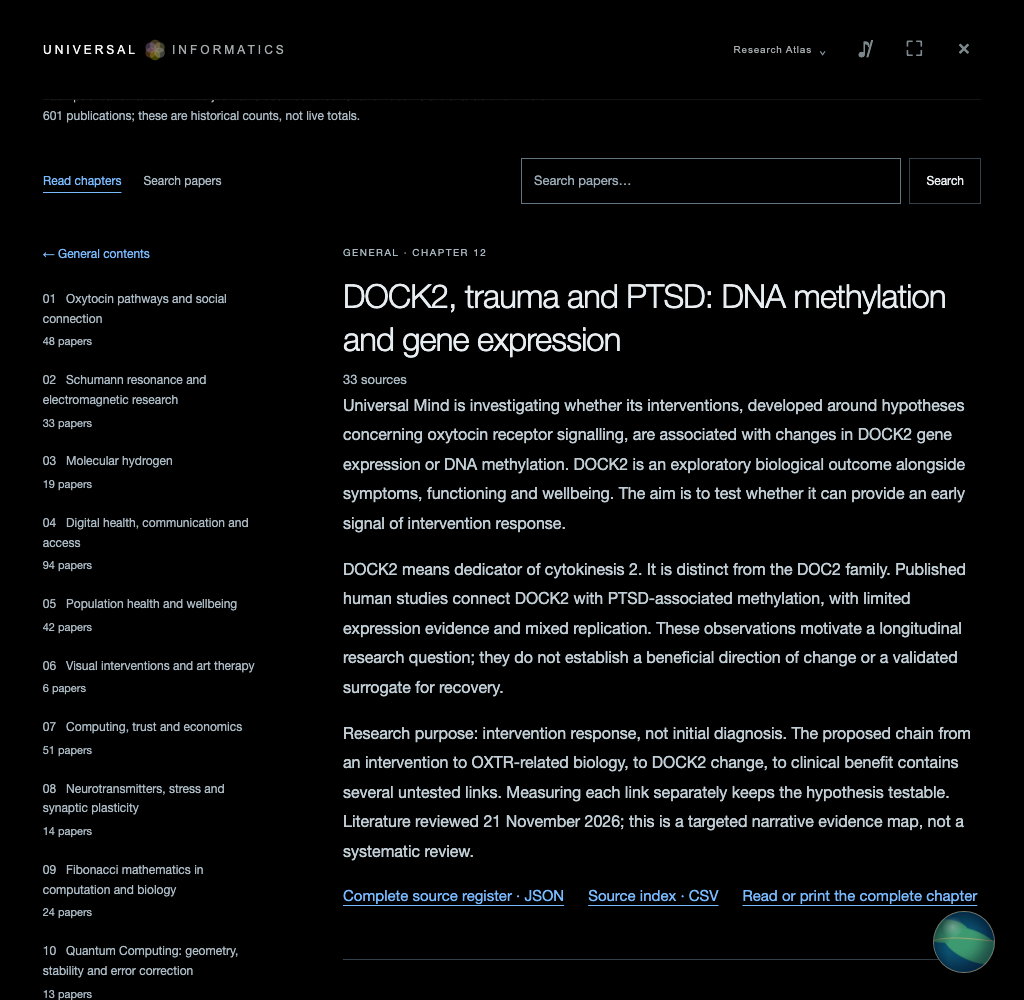 UNIVERSAL INFORMATICS
Research Atlas
601 publications; these are historical counts, not live totals.
Read chapters
Search papers
Search papers…
Search
← General contents
01 Oxytocin pathways and social
connection
48 papers
02 Schumann resonance and
electromagnetic research
33 papers
03 Molecular hydrogen
19 papers
04 Digital health, communication and
access
94 papers
05 Population health and wellbeing
42 papers
06 Visual interventions and art therapy
6 papers
07 Computing, trust and economics
51 papers
08 Neurotransmitters, stress and
synaptic plasticity
14 papers
09 Fibonacci mathematics in
computation and biology
24 papers
10 Quantum Computing: geometry,
stability and error correction
13 papers
GENERAL · CHAPTER 12
DOCK2, trauma and PTSD: DNA methylation
and gene expression
33 sources
Universal Mind is investigating whether its interventions, developed around hypotheses
concerning oxytocin receptor signalling, are associated with changes in DOCK2 gene
expression or DNA methylation. DOCK2 is an exploratory biological outcome alongside
symptoms, functioning and wellbeing. The aim is to test whether it can provide an early
signal of intervention response.
DOCK2 means dedicator of cytokinesis 2. It is distinct from the DOC2 family. Published
human studies connect DOCK2 with PTSD-associated methylation, with limited
expression evidence and mixed replication. These observations motivate a longitudinal
research question; they do not establish a beneficial direction of change or a validated
surrogate for recovery.
Research purpose: intervention response, not initial diagnosis. The proposed chain from
an intervention to OXTR-related biology, to DOCK2 change, to clinical benefit contains
several untested links. Measuring each link separately keeps the hypothesis testable.
Literature reviewed 21 November 2026; this is a targeted narrative evidence map, not a
systematic review.
Complete source register · JSON
Source index · CSV
Read or print the complete chapter